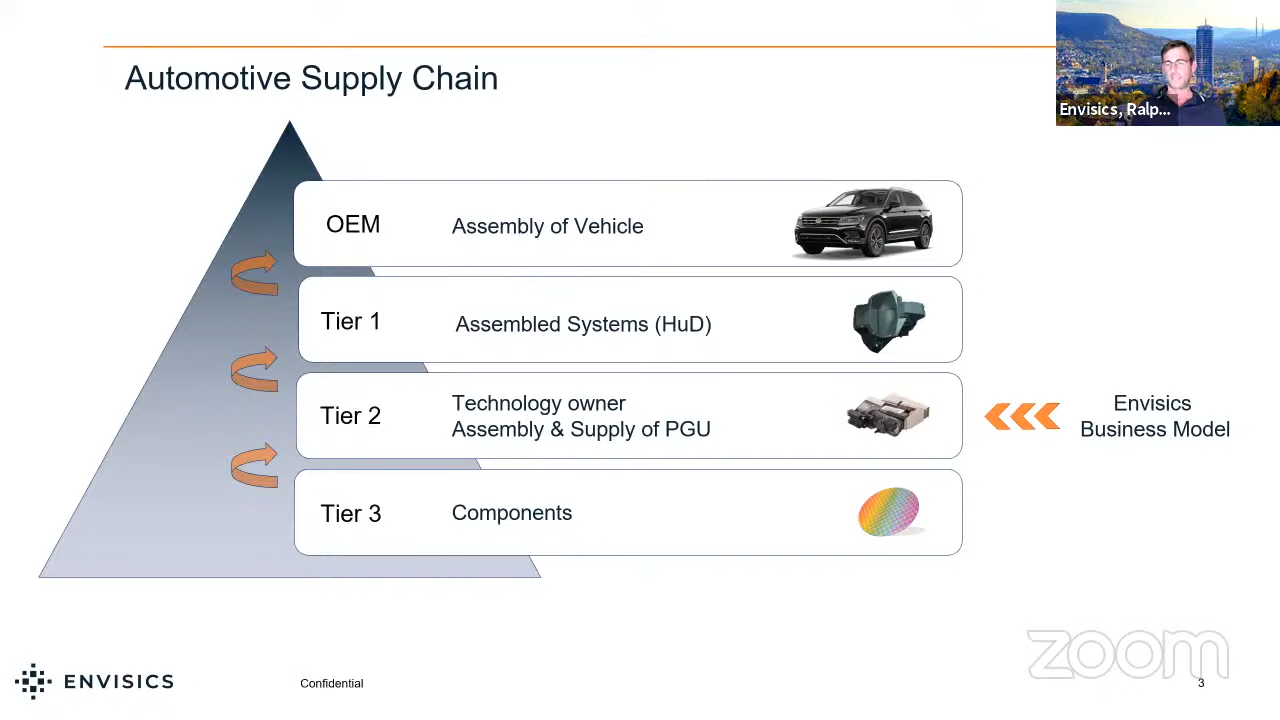 Automotive Supply Chain
Envisics, Ralp...
OEM
Assembly of Vehicle
Tier 1
Assembled Systems (HuD)
Tier 2
Technology owner
Assembly & Supply of PGU
Envisics
Business Model
Tier 3
Components
zoom
ENVISICS
Confidential
3